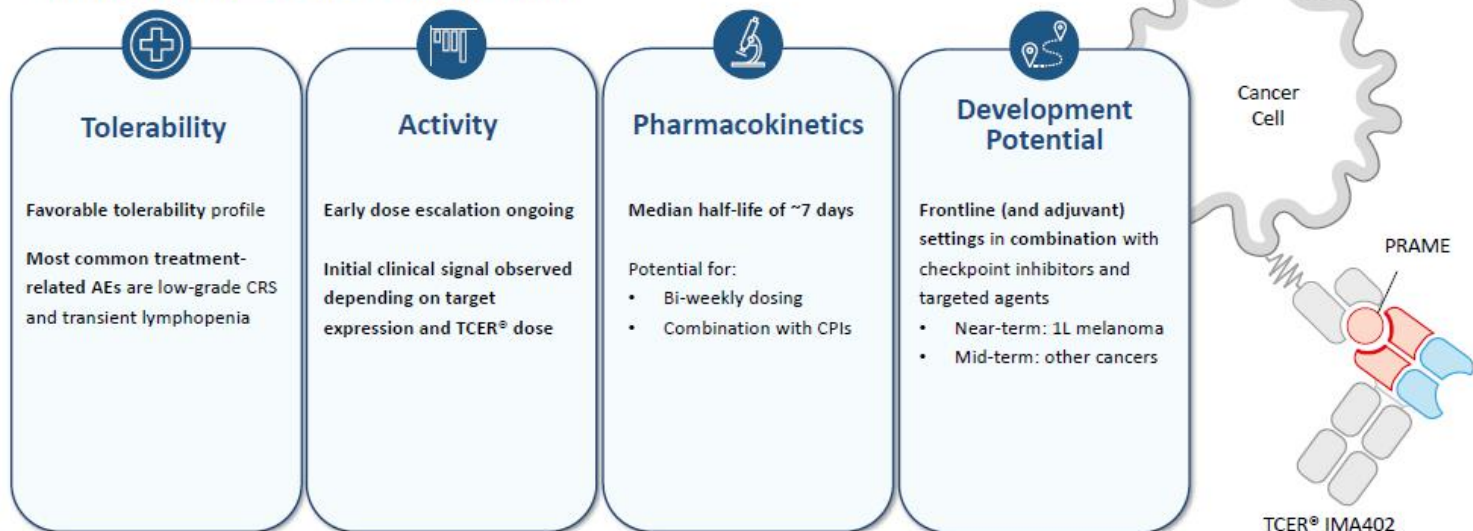 Tolerability
Favorable tolerability profile
Most common treatment-
related AEs are low-grade CRS
and transient lymphopenia
Activity
Early dose escalation ongoing
Initial clinical signal observed
depending on target
expression and TCER® dose
Pharmacokinetics
Median half-life of ~7 days
Potential for:
• Bi-weekly dosing
• Combination with CPIs
Development
Potential
Frontline (and adjuvant)
settings in combination with
checkpoint inhibitors and
targeted agents
• Near-term: 1L melanoma
• Mid-term: other cancers
Cancer
Cell
PRAME
TCER® IMA402